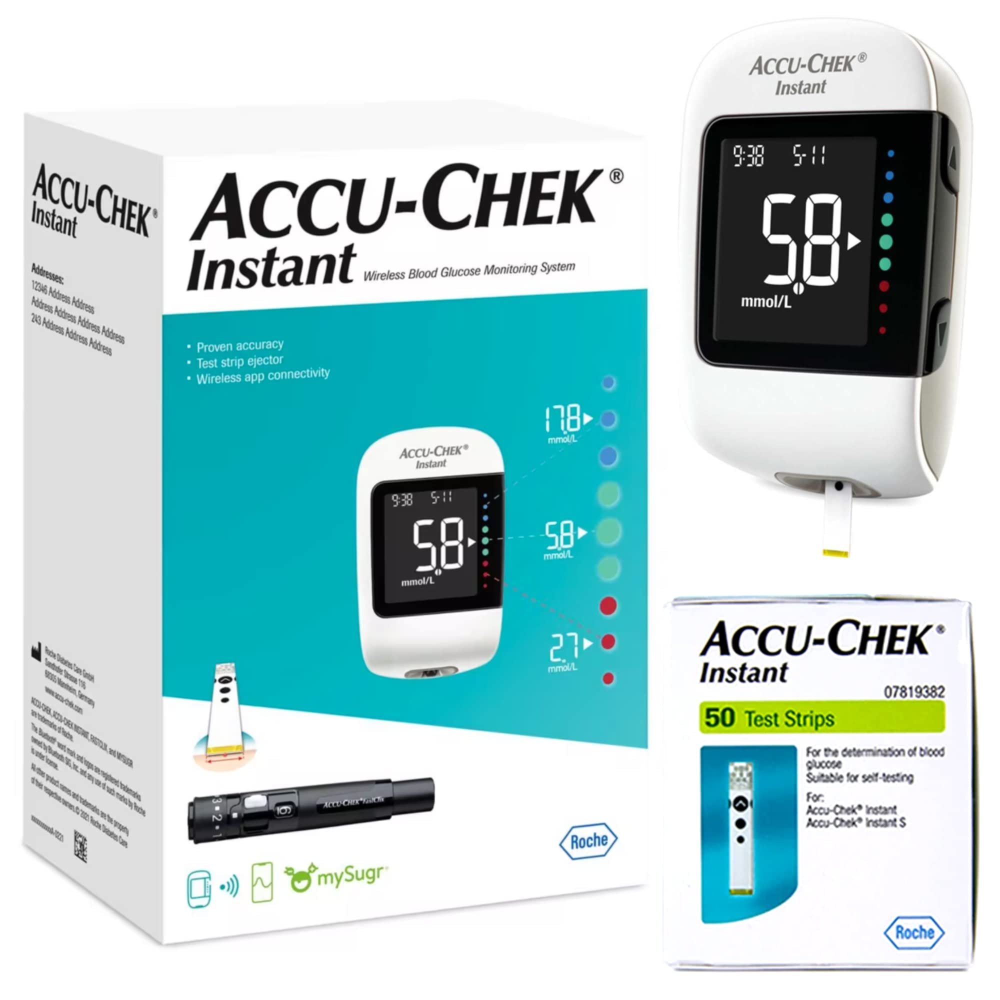 ACCU-CHEK®
Instant
Addresses:
12346 Address Address
Address Address Address Address
243 Address Address Address
Roche Diabetes Care GmbH
Sandhofer Strasse 116
68305 Mannheim, Germany
www.accu-chek.com
ACCU-CHEK, ACCU-CHEK INSTANT, FASTCLIX, and MYSUGR
are trademarks of Roche.
The Bluetooth® word mark and logos are registered trademarks
owned by Bluetooth SIG, Inc. and any use of such marks by Roche
is under license.
All other product names and trademarks are the property
of their respective owners. © 2021 Roche Diabetes Care
ACCU-CHEK®
Instant Wireless Blood Glucose Monitoring System
▪ Proven accuracy
▪ Test strip ejector
▪ Wireless app connectivity
17.8
mmol/L
5.8
mmol/L
2.7
mmol/L
ACCU-CHEK®
Instant
9:38 5-11
5.8
mmol/L
3 2 1
ACCU-CHEK® FastClix
mySugr
Roche
ACCU-CHEK®
Instant
9:38 5-11
5.8
mmol/L
ACCU-CHEK®
Instant
07819382
50 Test Strips
For the determination of blood
glucose
Suitable for self-testing
For:
Accu-Chek® Instant
Accu-Chek® Instant S
Roche